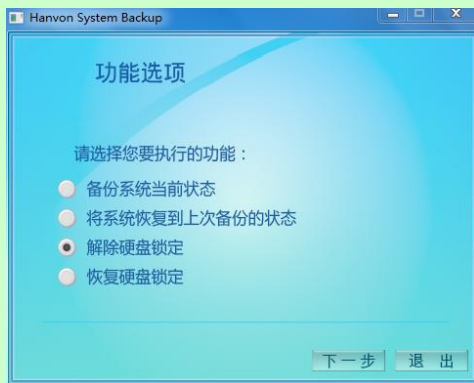 Hanvon System Backup
功能选项
请选择您要执行的功能：
备份系统当前状态
将系统恢复到上次备份的状态
解除硬盘锁定
恢复硬盘锁定
下一步 退 出